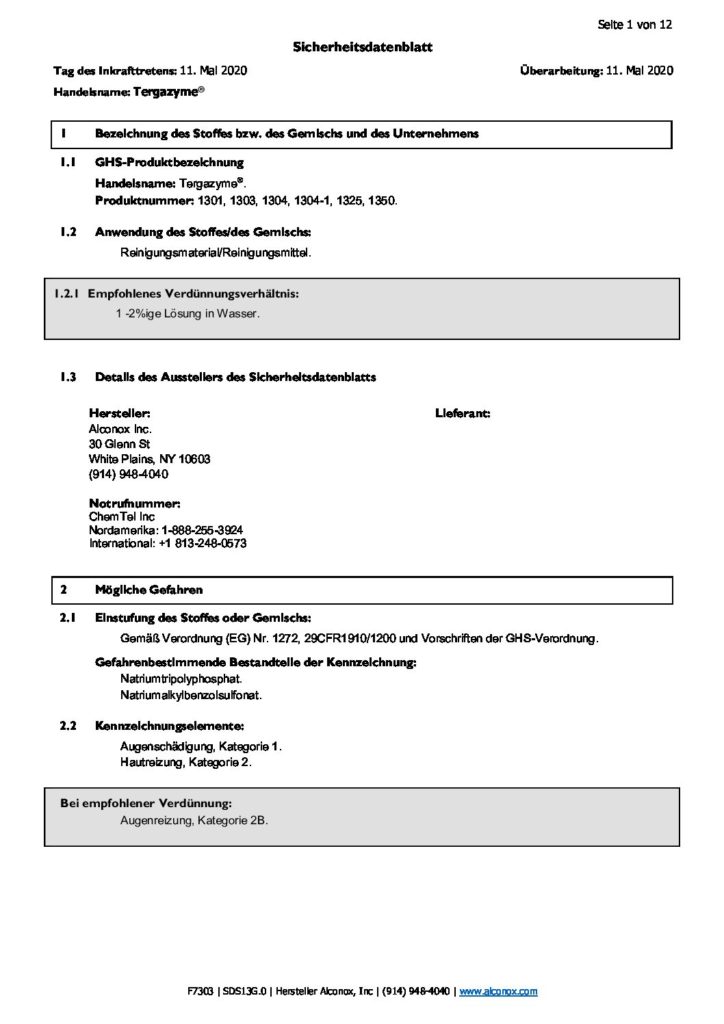 Seite 1 von 12
Sicherheitsdatenblatt
Tag des Inkrafttretens: 11. Mai 2020 Überarbeitung: 11. Mai 2020
Handelsname: Tergazyme®
1 Bezeichnung des Stoffes bzw. des Gemischs und des Unternehmens
1.1 GHS-Produktbezeichnung
Handelsname: Tergazyme®.
Produktnummer: 1301, 1303, 1304, 1304-1, 1325, 1350.
1.2 Anwendung des Stoffes/des Gemischs:
Reinigungsmaterial/Reinigungsmittel.
1.2.1 Empfohlenes Verdünnungsverhältnis:
1 -2%ige Lösung in Wasser.
1.3 Details des Ausstellers des Sicherheitsdatenblatts
Hersteller: Lieferant:
Alconox Inc.
30 Glenn St
White Plains, NY 10603
(914) 948-4040
Notrufnummer:
ChemTel Inc
Nordamerika: 1-888-255-3924
International: +1 813-248-0573
2 Mögliche Gefahren
2.1 Einstufung des Stoffes oder Gemischs:
Gemäß Verordnung (EG) Nr. 1272, 29CFR1910/1200 und Vorschriften der GHS-Verordnung.
Gefahrenbestimmende Bestandteile der Kennzeichnung:
Natriumtripolyphosphat.
Natriumalkylbenzolsulfonat.
2.2 Kennzeichnungselemente:
Augenschädigung, Kategorie 1.
Hautreizung, Kategorie 2.
Bei empfohlener Verdünnung:
Augenreizung, Kategorie 2B.
F7303 | SDS13G.0 | Hersteller Alconox, Inc | (914) 948-4040 | www.alconox.com